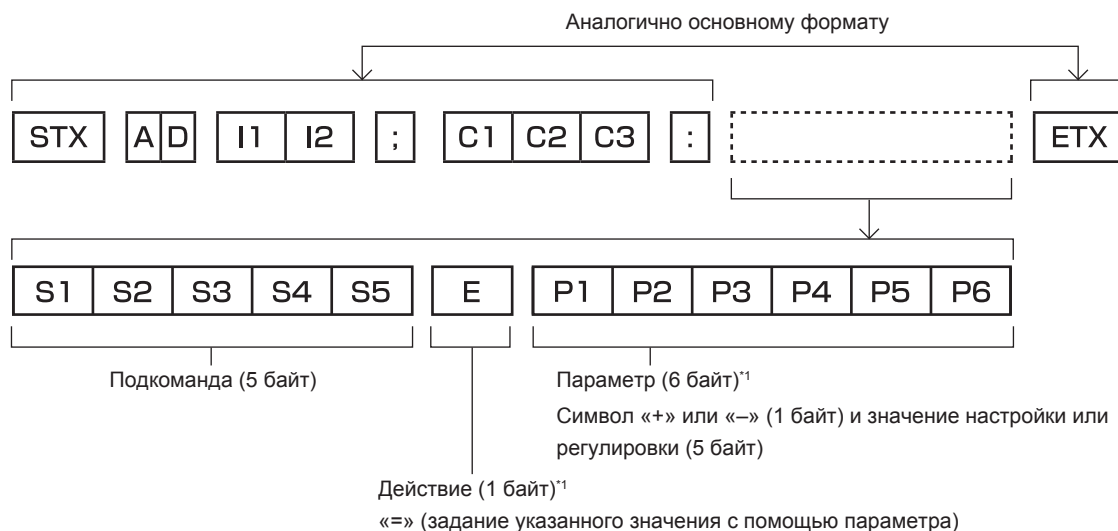 Аналогично основному формату
STX A D I1 I2 ; C1 C2 C3 : ETX
S1 S2 S3 S4 S5 E P1 P2 P3 P4 P5 P6
Подкоманда (5 байт)
Параметр (6 байт)*1
Символ «+» или «–» (1 байт) и значение настройки или
регулировки (5 байт)
Действие (1 байт)*1
«=» (задание указанного значения с помощью параметра)